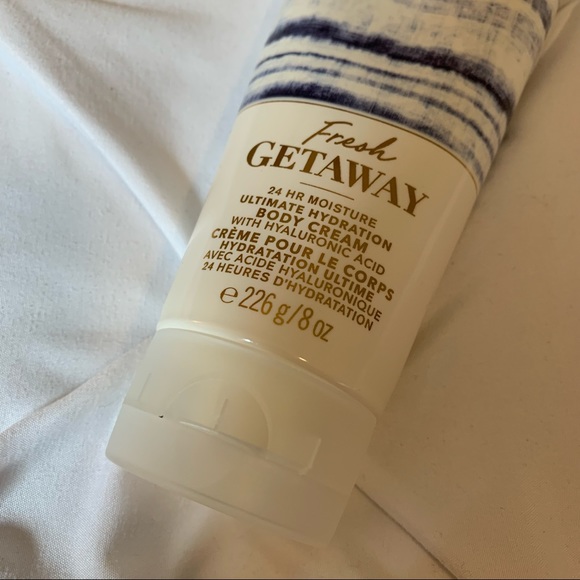 Fresh
GETAWAY
24 HR MOISTURE
ULTIMATE HYDRATION
BODY CREAM
WITH HYALURONIC ACID
CRÈME POUR LE CORPS
HYDRATATION ULTIME
AVEC ACIDE HYALURONIQUE
24 HEURES D'HYDRATATION
℮ 226 g/8 oz